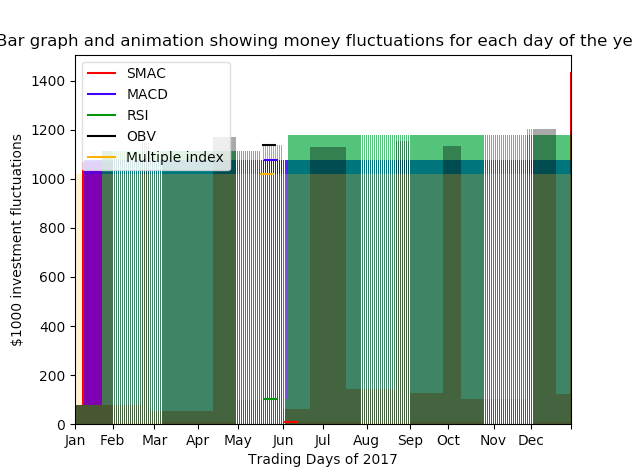 Bar graph and animation showing money fluctuations for each day of the ye
SMAC
MACD
RSI
OBV
Multiple index
$1000 investment fluctuations
1400
1200
1000
800
600
400
200
0
Jan Feb Mar Apr May Jun Jul Aug Sep Oct Nov Dec
Trading Days of 2017